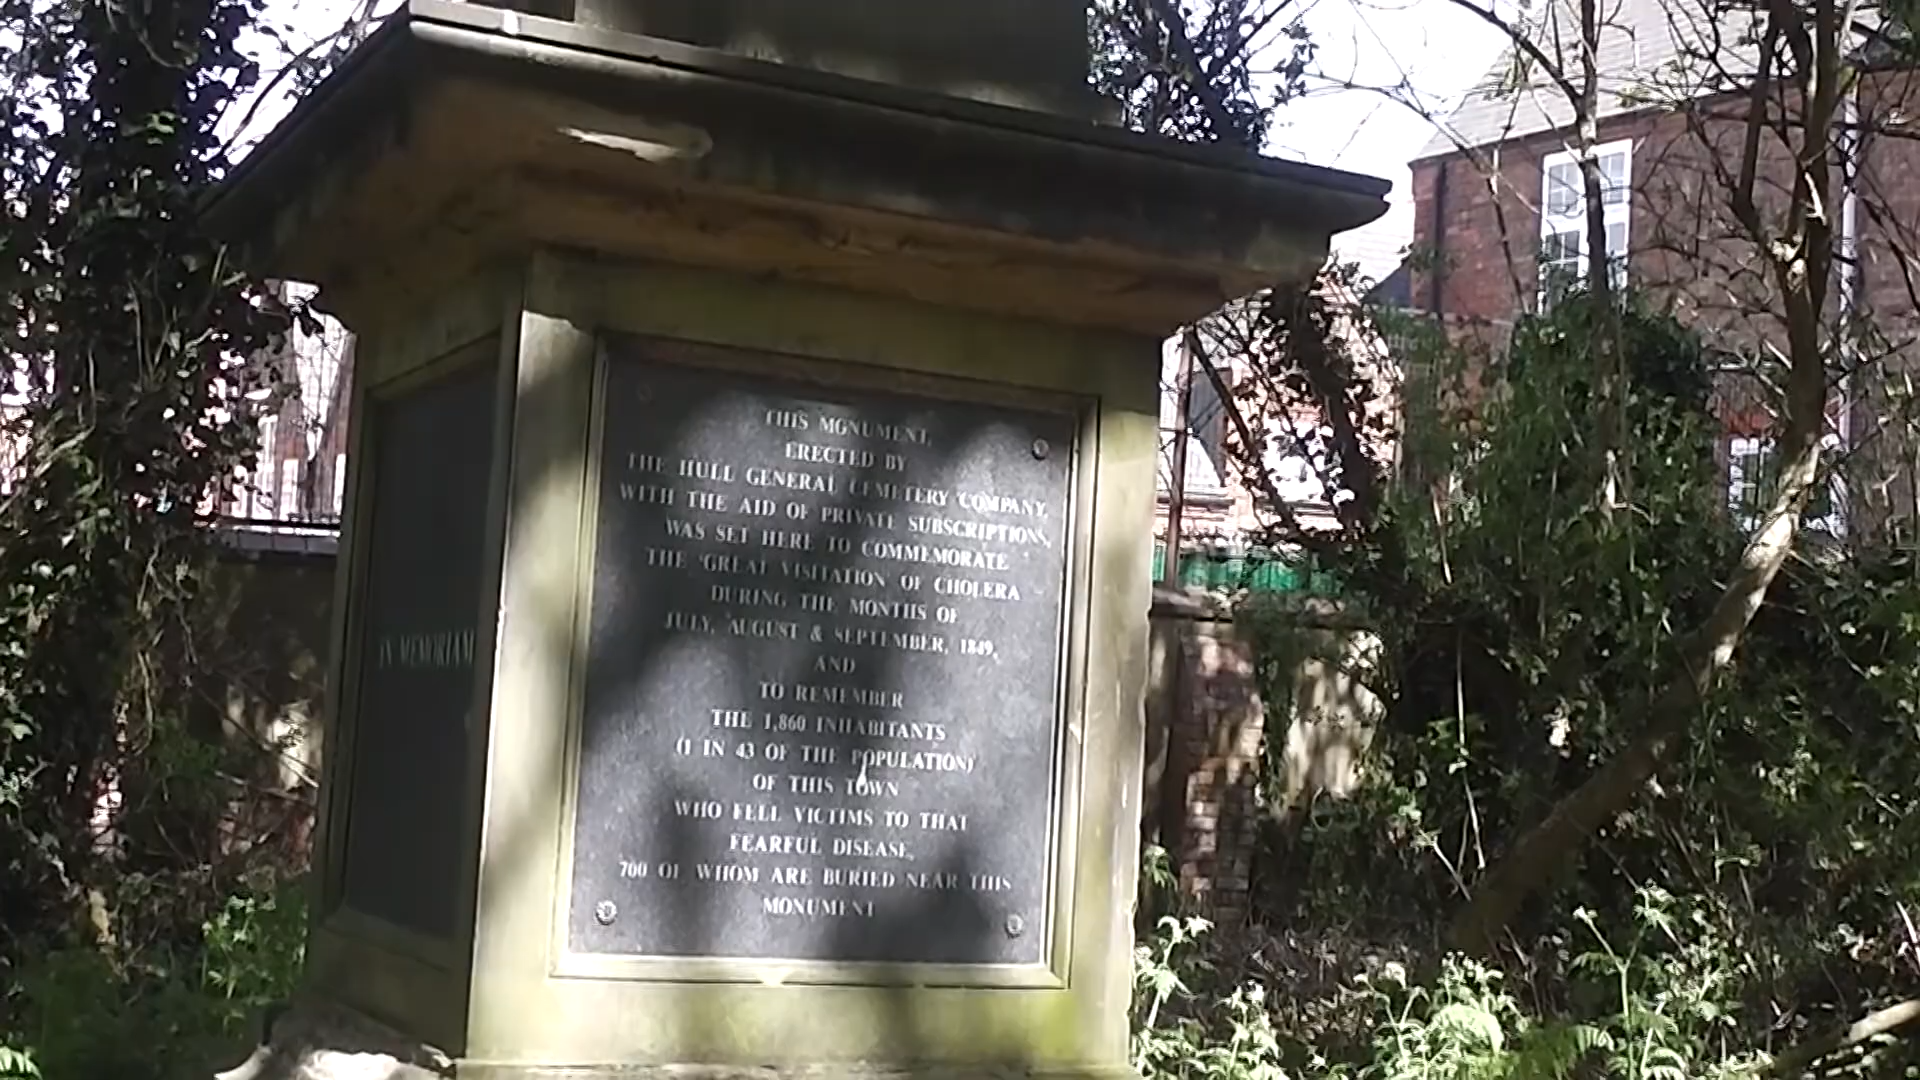 THIS MONUMENT,
ERECTED BY
THE HULL GENERAL CEMETERY COMPANY,
WITH THE AID OF PRIVATE SUBSCRIPTIONS,
WAS SET HERE TO COMMEMORATE
THE 'GREAT VISITATION OF CHOLERA
DURING THE MONTHS OF
JULY, AUGUST & SEPTEMBER, 1849,
AND
TO REMEMBER
THE 1,860 INHABITANTS
(1 IN 43 OF THE POPULATION)
OF THIS TOWN
WHO FELL VICTIMS TO THAT
FEARFUL DISEASE,
700 OF WHOM ARE BURIED NEAR THIS
MONUMENT
IN MEMORIAM